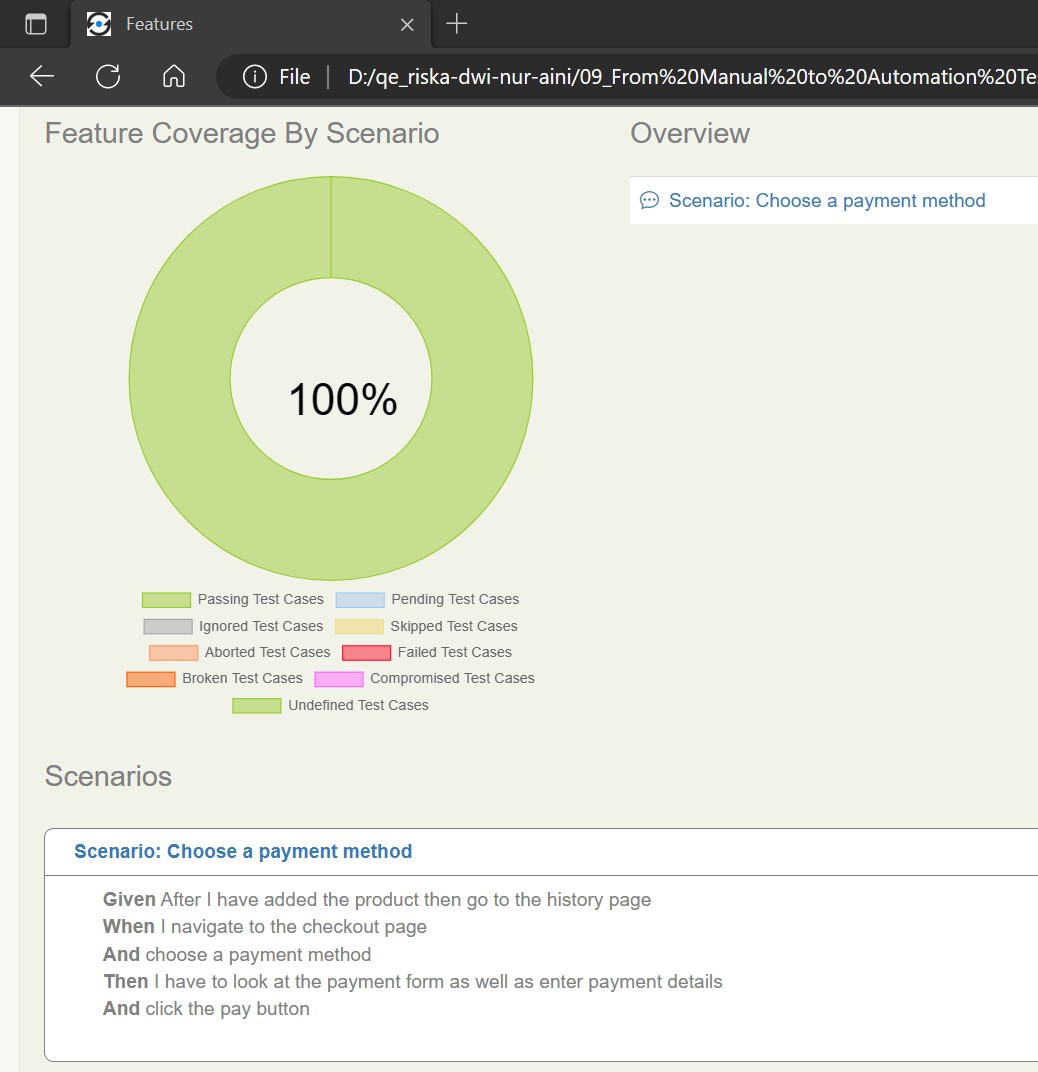 Features
File
D:/qe_riska-dwi-nur-aini/09_From%20Manual%20to%20Automation%20Te
Feature Coverage By Scenario
Overview
Scenario: Choose a payment method
100%
Passing Test Cases
Pending Test Cases
Ignored Test Cases
Skipped Test Cases
Aborted Test Cases
Failed Test Cases
Broken Test Cases
Compromised Test Cases
Undefined Test Cases
Scenarios
Scenario: Choose a payment method
Given After I have added the product then go to the history page
When I navigate to the checkout page
And choose a payment method
Then I have to look at the payment form as well as enter payment details
And click the pay button